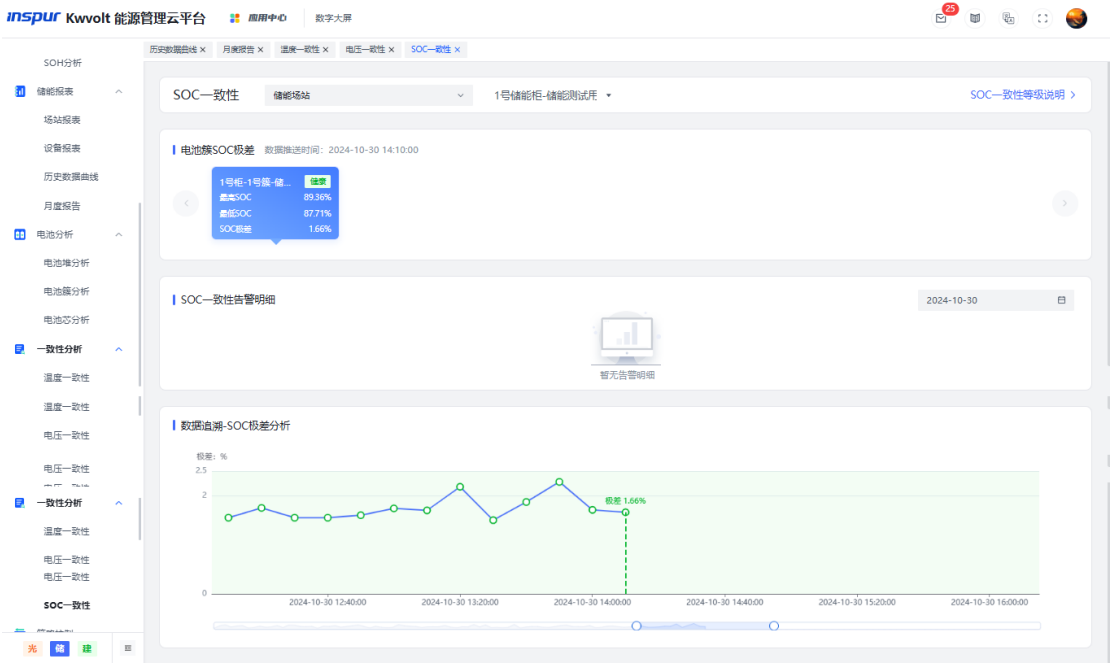 inspur Kwvolt 能源管理云平台 应用中心 数字大屏 25
历史数据曲线 × 月度报告 × 温度一致性 × 电压一致性 × SOC一致性 ×
SOH分析
储能报表
场站报表
设备报表
历史数据曲线
月度报告
电池分析
电池堆分析
电池簇分析
电池芯分析
一致性分析
温度一致性
温度一致性
电压一致性
电压一致性
一致性分析
温度一致性
电压一致性
电压一致性
SOC一致性
光 储 建
SOC一致性 储能场站 1号储能柜-储能测试用 SOC一致性等级说明
电池簇SOC极差 数据推送时间: 2024-10-30 14:10:00
1号柜-1号簇-储... 健康
最高SOC 89.36%
最低SOC 87.71%
SOC极差 1.66%
SOC一致性告警明细 2024-10-30
暂无告警明细
数据追溯-SOC极差分析
极差: %
2.5
2
极差 1.66%
0
2024-10-30 12:40:00 2024-10-30 13:20:00 2024-10-30 14:00:00 2024-10-30 14:40:00 2024-10-30 15:20:00 2024-10-30 16:00:00